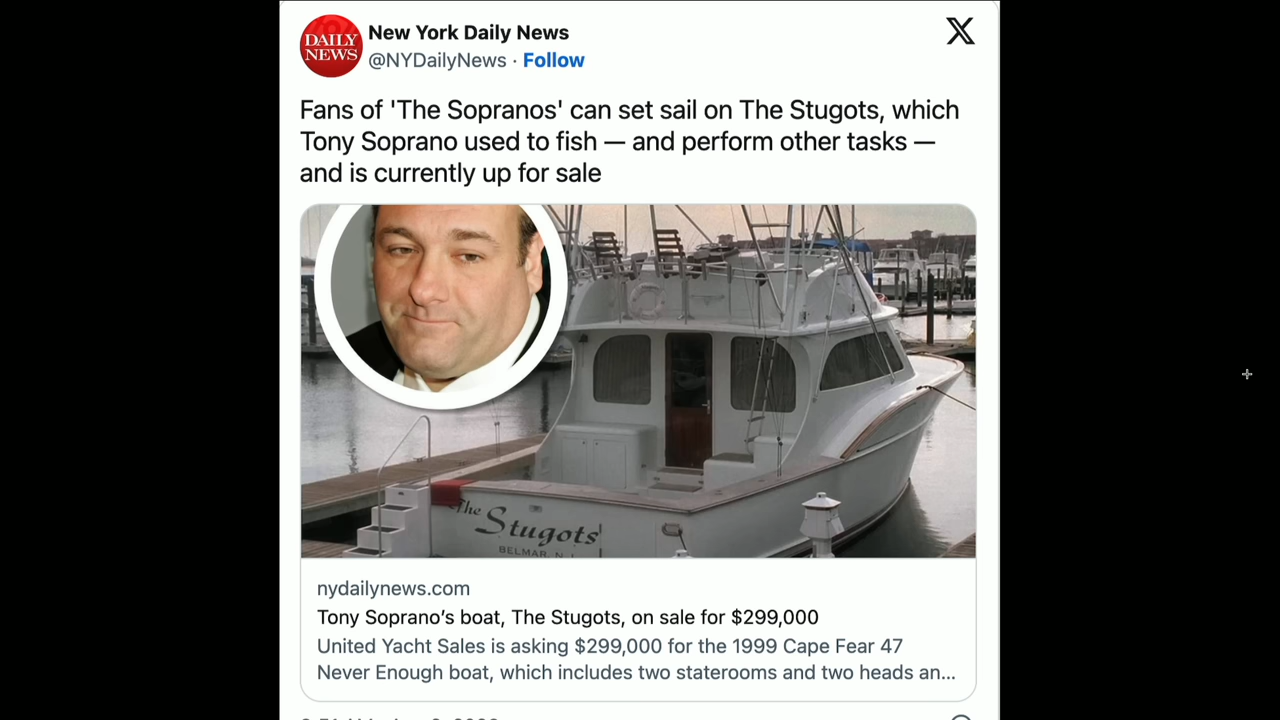 DAILY
NEWS
New York Daily News
@NYDailyNews · Follow
Fans of 'The Sopranos' can set sail on The Stugots, which
Tony Soprano used to fish — and perform other tasks —
and is currently up for sale
The
Stugots
BELMAR, N.J.
nydailynews.com
Tony Soprano’s boat, The Stugots, on sale for $299,000
United Yacht Sales is asking $299,000 for the 1999 Cape Fear 47
Never Enough boat, which includes two staterooms and two heads an...